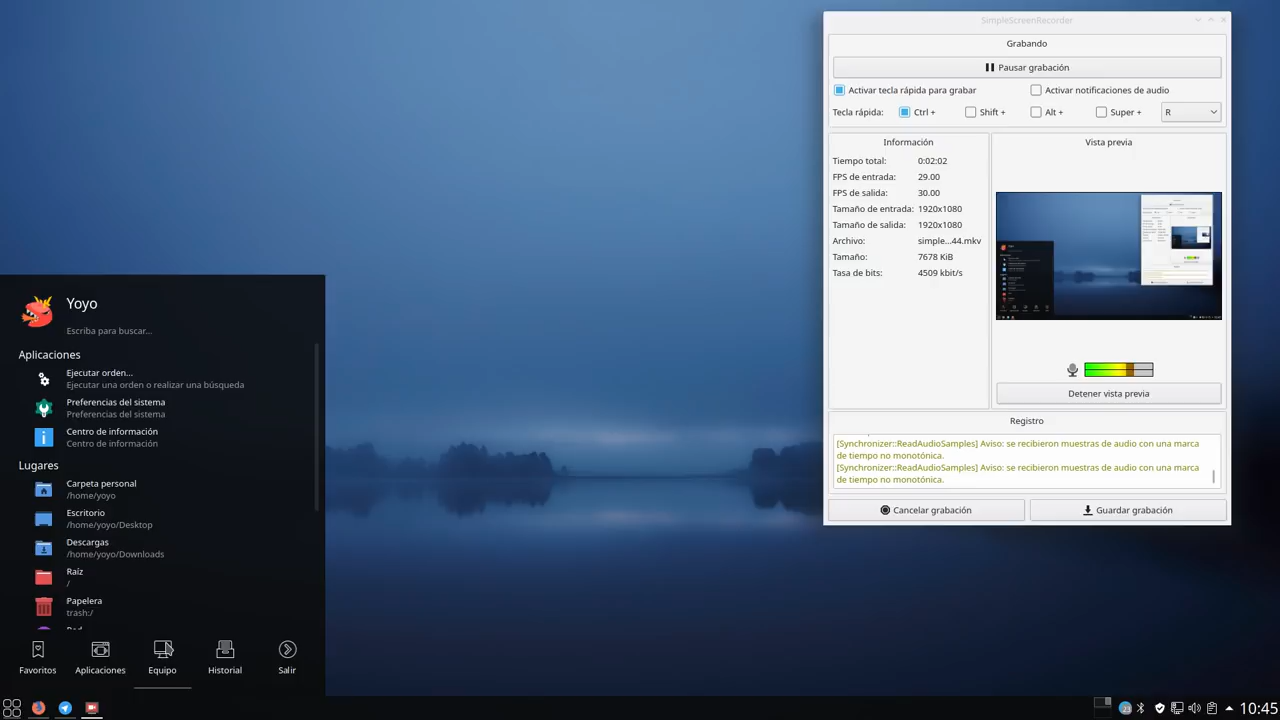 SimpleScreenRecorder
Grabando
Pausar grabación
Activar tecla rápida para grabar
Activar notificaciones de audio
Tecla rápida: Ctrl + Shift + Alt + Super + R
Información
Tiempo total: 0:02:02
FPS de entrada: 29.00
FPS de salida: 30.00
Tamaño de entrada: 1920x1080
Tamaño de salida: 1920x1080
Archivo: simple...44.mkv
Tamaño: 7678 KiB
Tasa de bits: 4509 kbit/s
Vista previa
Detener vista previa
Registro
[Synchronizer::ReadAudioSamples] Aviso: se recibieron muestras de audio con una marca
de tiempo no monotónica.
[Synchronizer::ReadAudioSamples] Aviso: se recibieron muestras de audio con una marca
de tiempo no monotónica.
Cancelar grabación
Guardar grabación
Yoyo
Escriba para buscar...
Aplicaciones
Ejecutar orden...
Ejecutar una orden o realizar una búsqueda
Preferencias del sistema
Preferencias del sistema
Centro de información
Centro de información
Lugares
Carpeta personal
/home/yoyo
Escritorio
/home/yoyo/Desktop
Descargas
/home/yoyo/Downloads
Raíz
/
Papelera
trash:/
Favoritos
Aplicaciones
Equipo
Historial
Salir
10:45